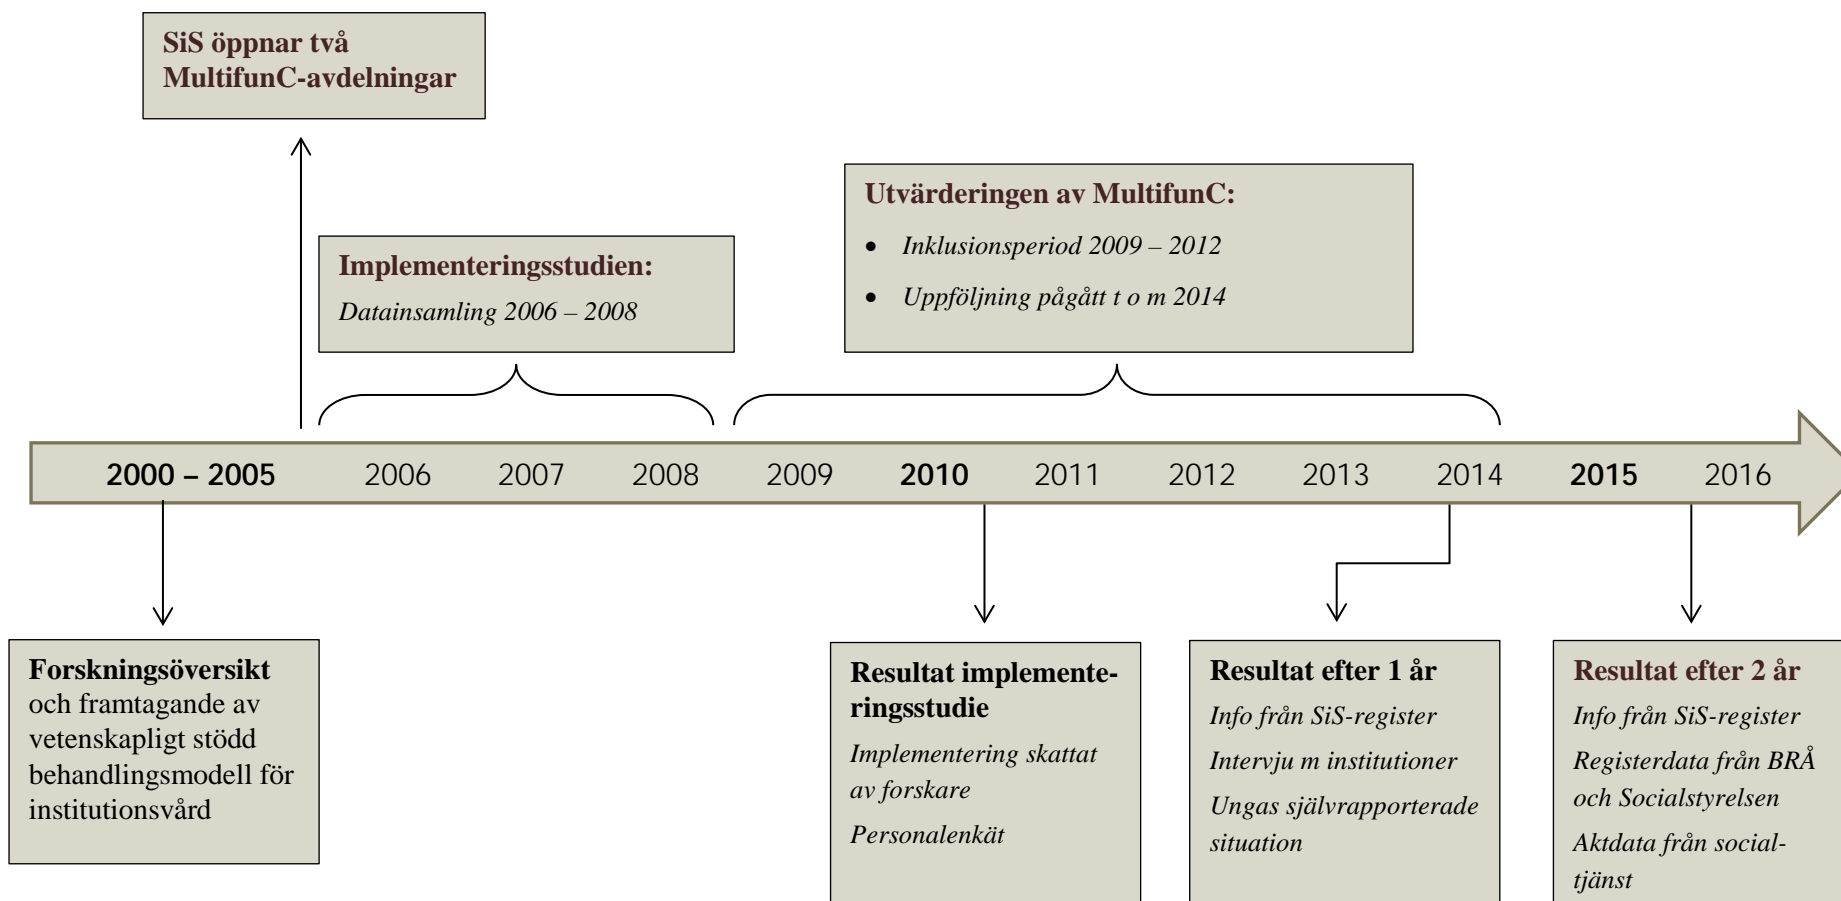 SiS öppnar två
MultifunC-avdelningar
Implementeringsstudien:
Datainsamling 2006 – 2008
Utvärderingen av MultifunC:
• Inklusionsperiod 2009 – 2012
• Uppföljning pågått t o m 2014
2000 – 2005 2006 2007 2008 2009 2010 2011 2012 2013 2014 2015 2016
Forskningsöversikt
och framtagande av
vetenskapligt stödd
behandlingsmodell för
institutionsvård
Resultat implemente-
ringsstudie
Implementering skattat
av forskare
Personalenkät
Resultat efter 1 år
Info från SiS-register
Intervju m institutioner
Ungas självrapporterade
situation
Resultat efter 2 år
Info från SiS-register
Registerdata från BRÅ
och Socialstyrelsen
Aktdata från social-
tjänst